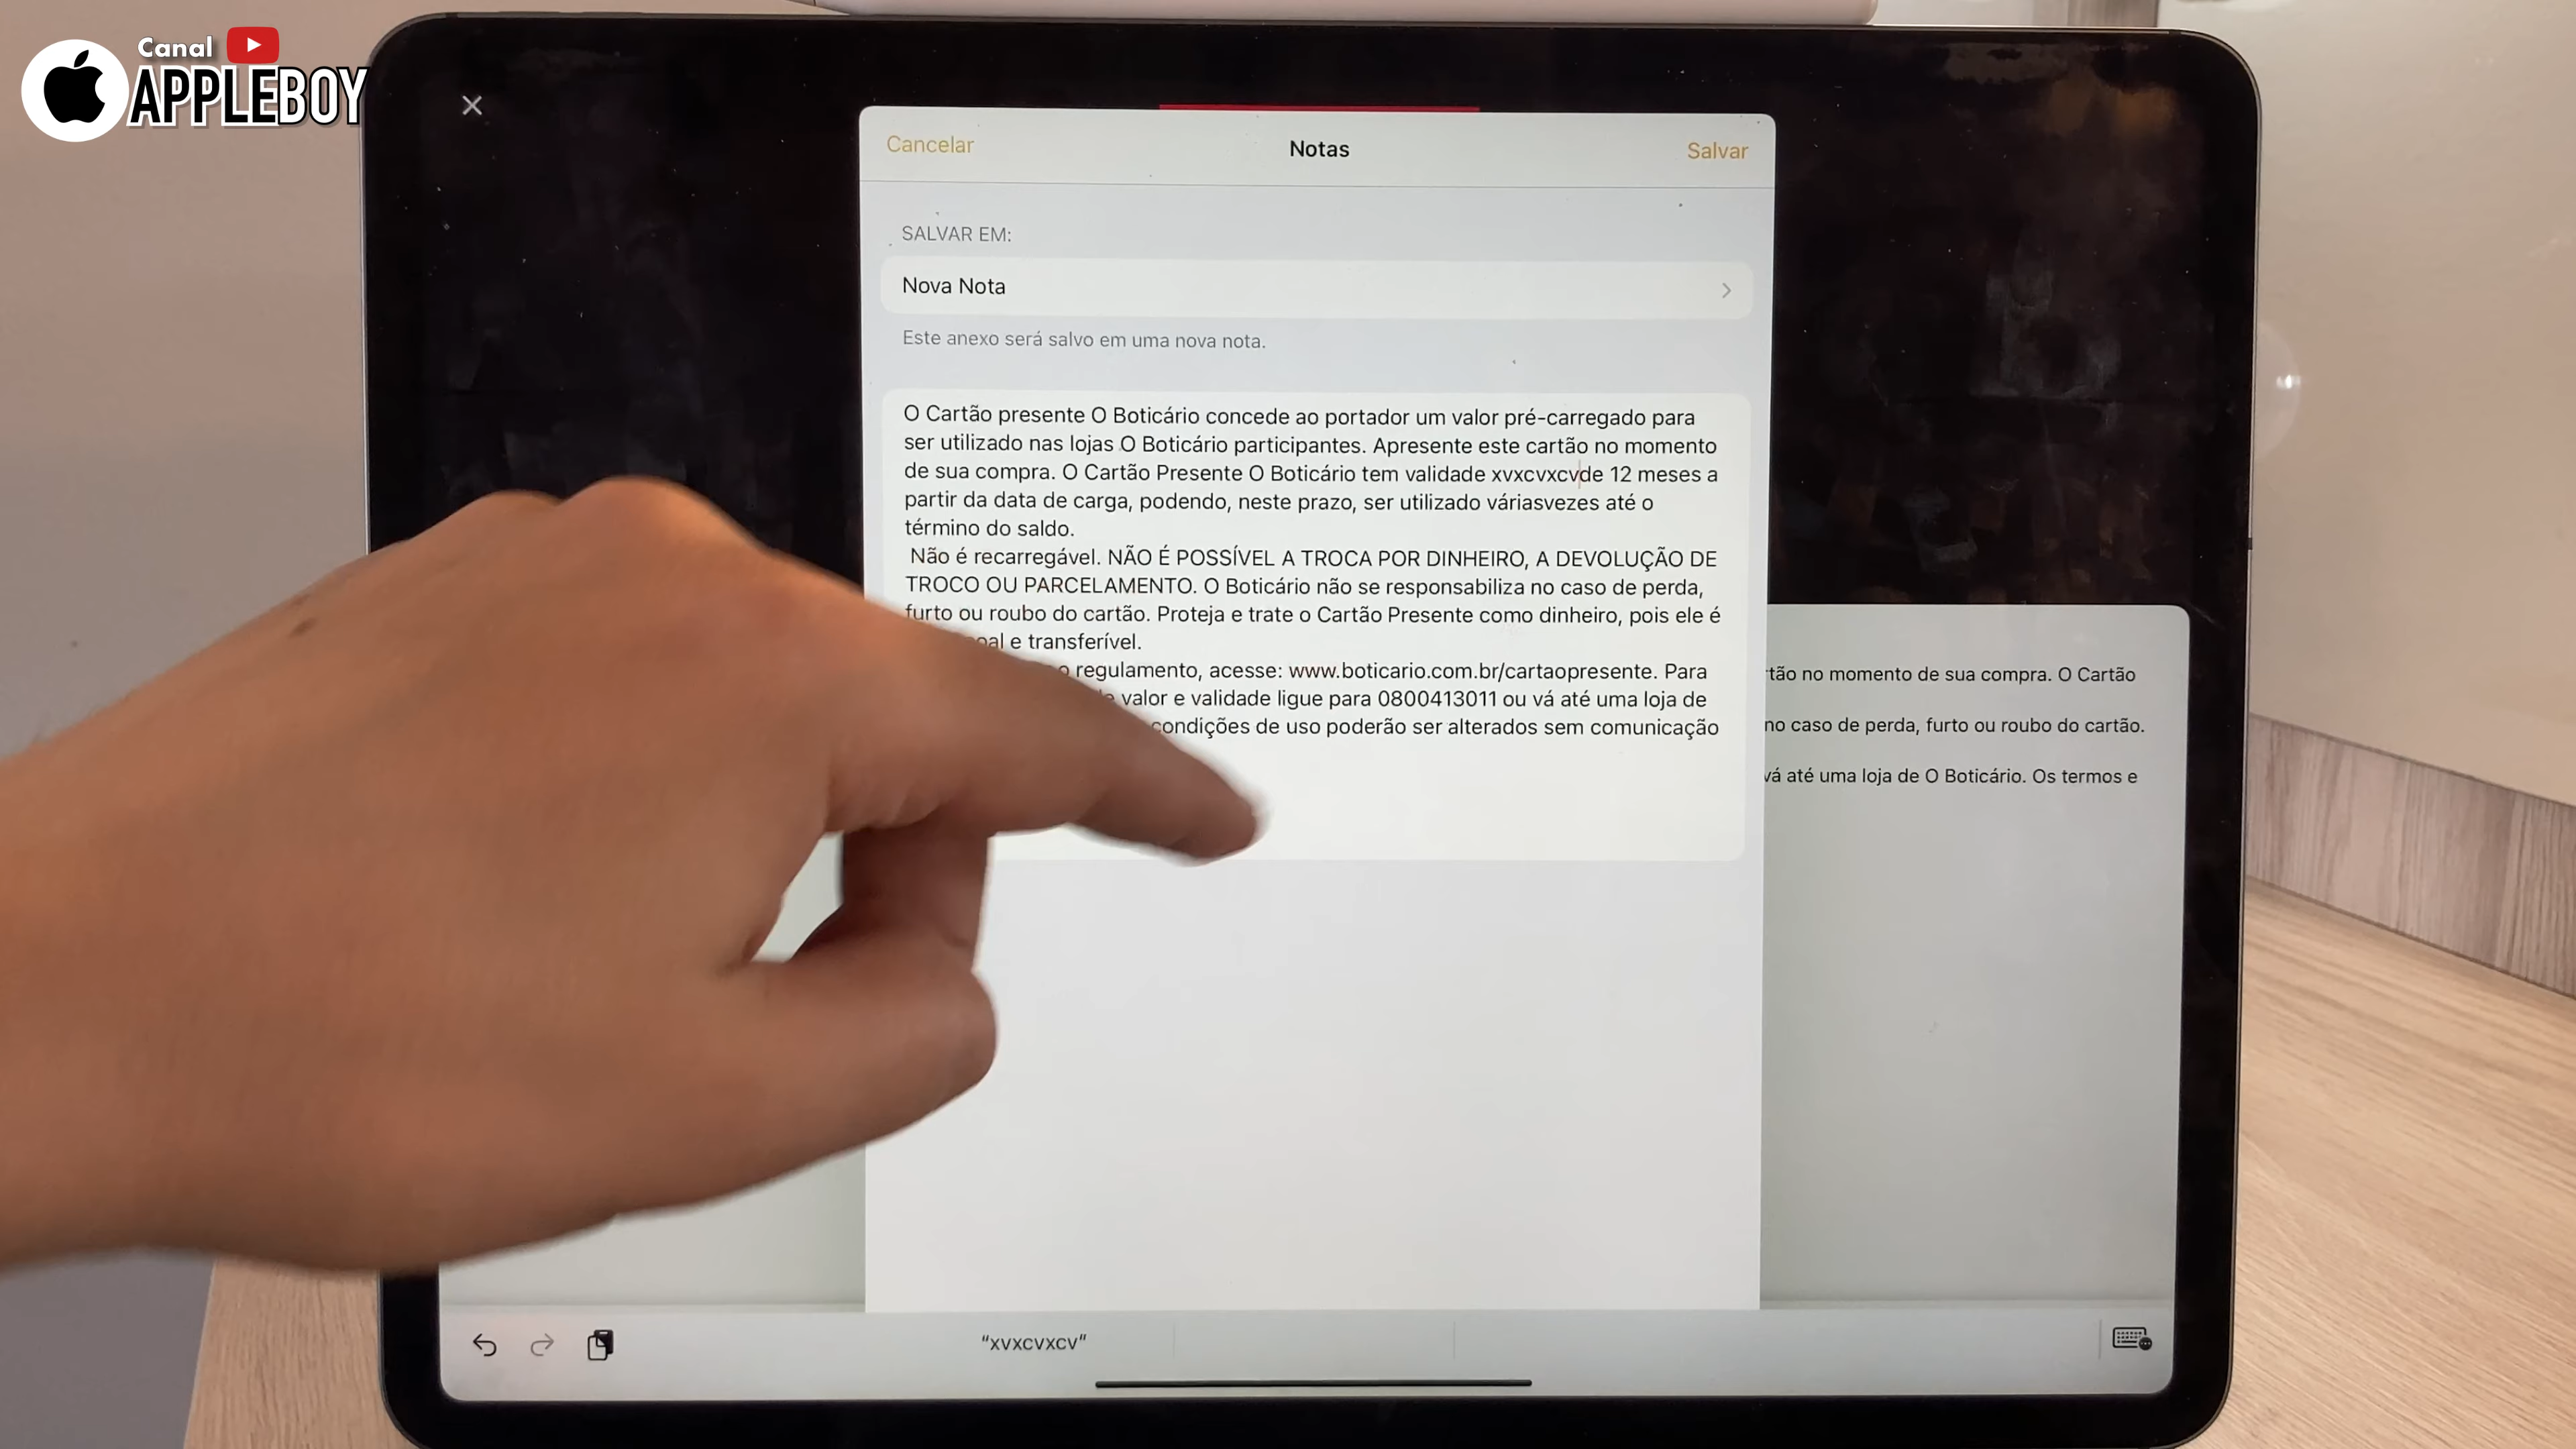 Canal
APPLEBOY
Cancelar
Notas
Salvar
SALVAR EM:
Nova Nota
Este anexo será salvo em uma nova nota.
O Cartão presente O Boticário concede ao portador um valor pré-carregado para
ser utilizado nas lojas O Boticário participantes. Apresente este cartão no momento
de sua compra. O Cartão Presente O Boticário tem validade xvxcvxcvde 12 meses a
partir da data de carga, podendo, neste prazo, ser utilizado váriasvezes até o
término do saldo.
Não é recarregável. NÃO É POSSÍVEL A TROCA POR DINHEIRO, A DEVOLUÇÃO DE
TROCO OU PARCELAMENTO. O Boticário não se responsabiliza no caso de perda,
furto ou roubo do cartão. Proteja e trate o Cartão Presente como dinheiro, pois ele é
e transferível.
regulamento, acesse: www.boticario.com.br/cartaopresente. Para
valor e validade ligue para 0800413011 ou vá até uma loja de
condições de uso poderão ser alterados sem comunicação
no momento de sua compra. O Cartão
no caso de perda, furto ou roubo do cartão.
vá até uma loja de O Boticário. Os termos e
"xvxcvxcv"